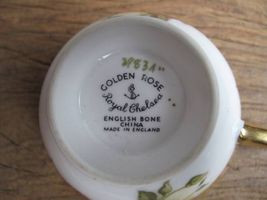 GOLDEN ROSE
Royal Chelsea
ENGLISH BONE
CHINA
MADE IN ENGLAND